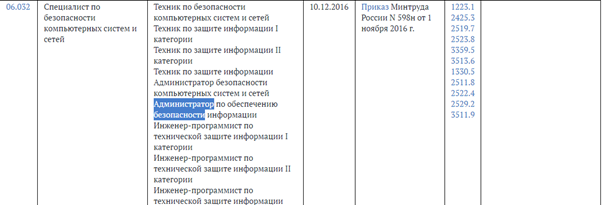 06.032
Специалист по
безопасности
компьютерных систем и
сетей
Техник по безопасности
компьютерных систем и сетей
Техник по защите информации I
категории
Техник по защите информации II
категории
Техник по защите информации
Администратор безопасности
компьютерных систем и сетей
Администратор по обеспечению
безопасности информации
Инженер-программист по
технической защите информации I
категории
Инженер-программист по
технической защите информации II
категории
Инженер-программист по
технической защите информации
10.12.2016
Приказ Минтруда
России N 598н от 1
ноября 2016 г.
1223.1
2425.3
2519.7
2523.8
3359.5
3513.6
1330.5
2511.8
2522.4
2529.2
3511.9